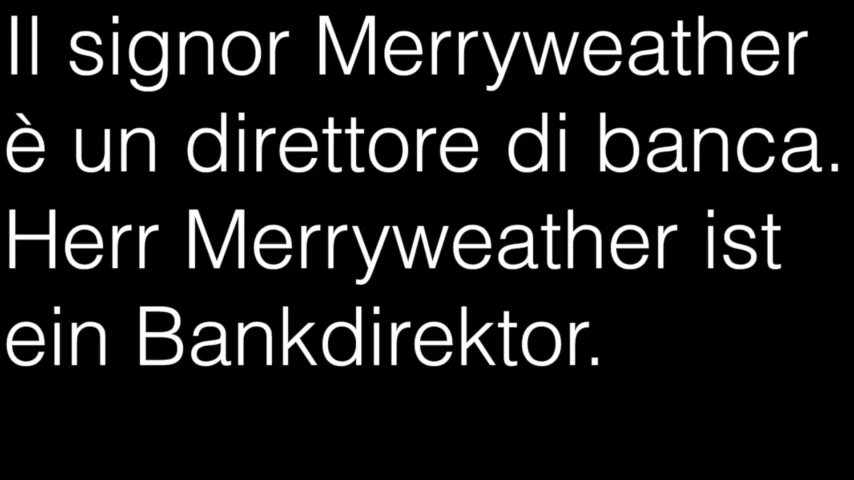 Il signor Merryweather
è un direttore di banca.
Herr Merryweather ist
ein Bankdirektor.